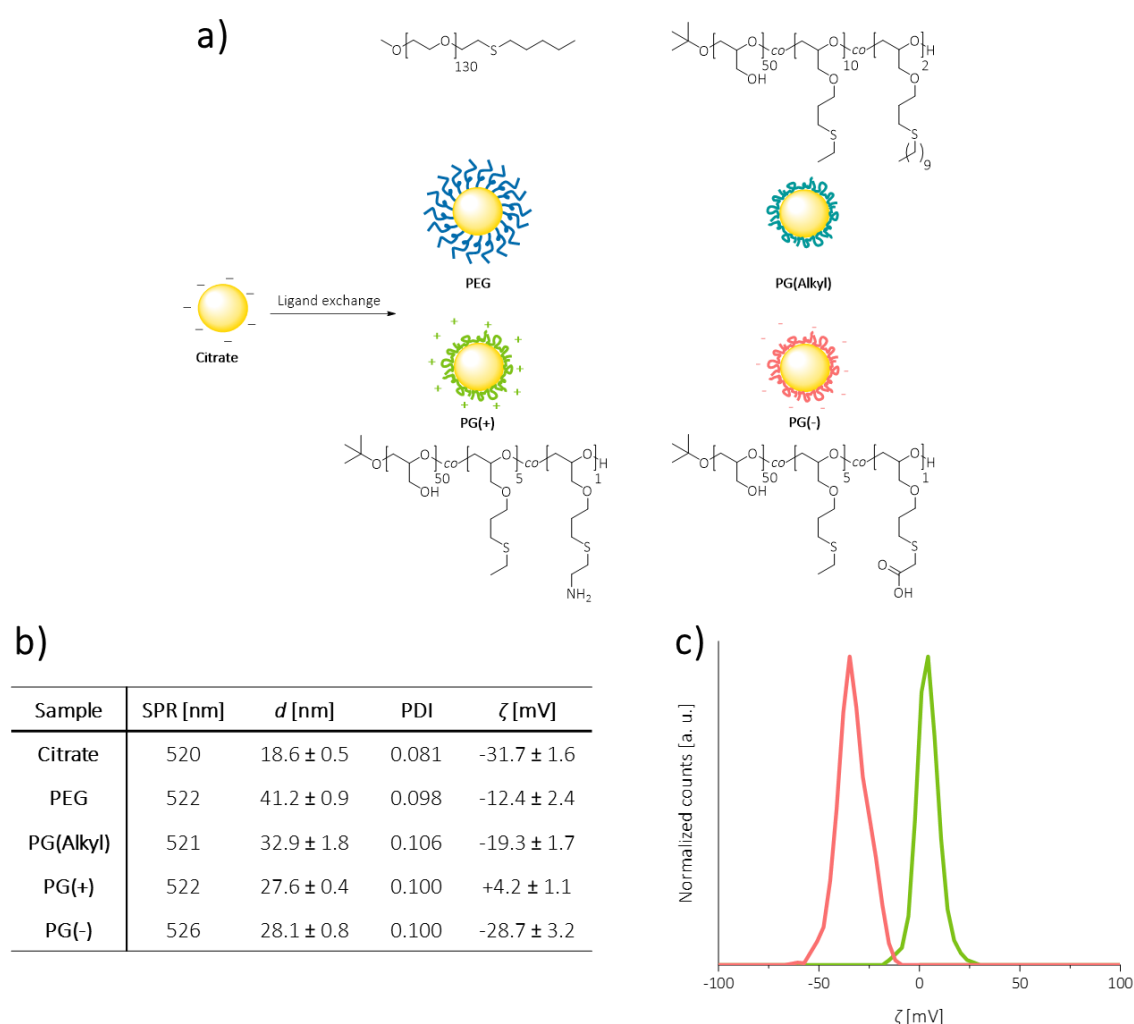 a)
O
O
130
S
O
O
50
OH
co
O
10
O
S
co
O
H
2
O
S
9
PEG
PG(Alkyl)
Citrate
Ligand exchange
PG(+)
PG(-)
O
O
50
OH
co
O
5
O
S
co
O
H
1
O
S
NH2
O
O
50
OH
co
O
5
O
S
co
O
H
1
O
S
O
OH
b)
Sample SPR [nm] d [nm] PDI ζ [mV]
Citrate 520 18.6 ± 0.5 0.081 -31.7 ± 1.6
PEG 522 41.2 ± 0.9 0.098 -12.4 ± 2.4
PG(Alkyl) 521 32.9 ± 1.8 0.106 -19.3 ± 1.7
PG(+) 522 27.6 ± 0.4 0.100 +4.2 ± 1.1
PG(-) 526 28.1 ± 0.8 0.100 -28.7 ± 3.2
c)
Normalized counts [a. u.]
-100 -50 0 50 100
ζ [mV]